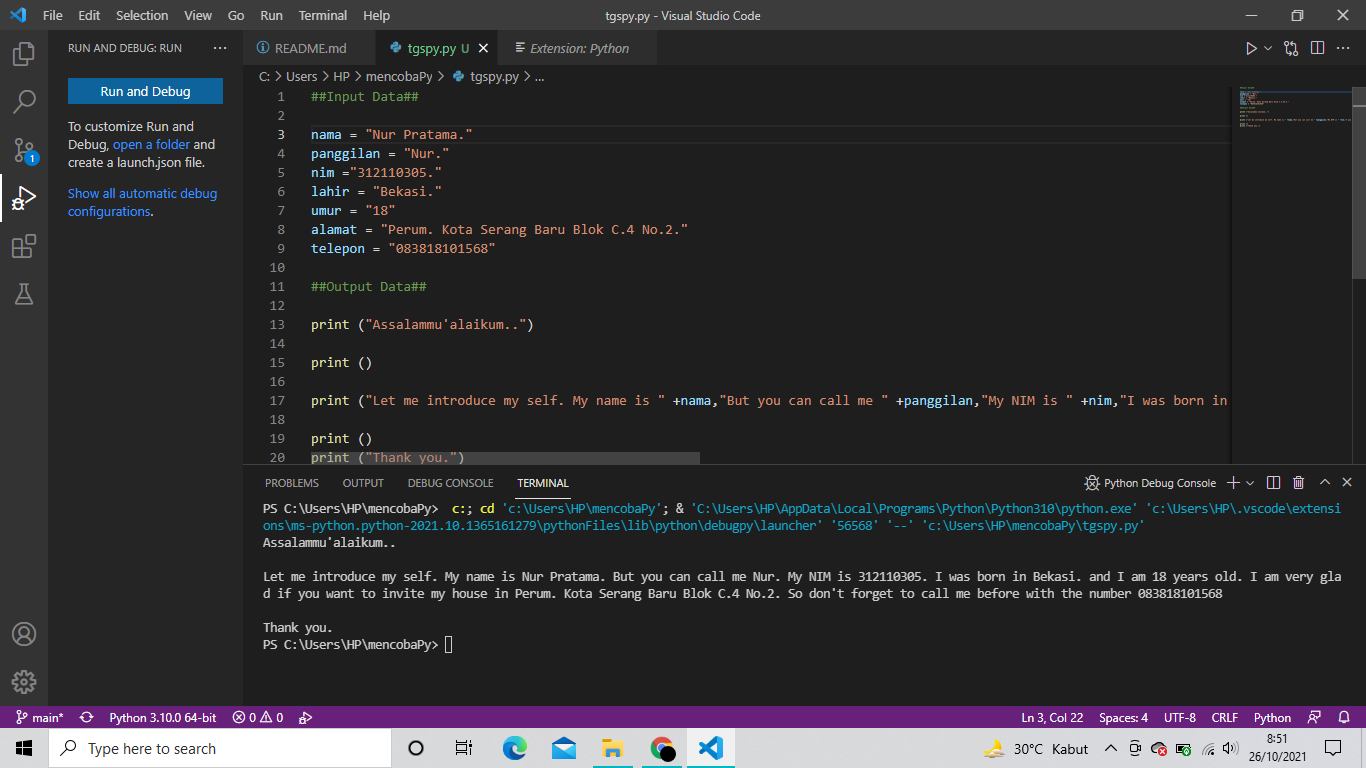 File Edit Selection View Go Run Terminal Help
tgspy.py - Visual Studio Code
RUN AND DEBUG: RUN
Run and Debug
To customize Run and
Debug, open a folder and
create a launch.json file.
Show all automatic debug
configurations.
1
README.md
tgspy.py U
Extension: Python
C: > Users > HP > mencobaPy > tgspy.py > ...
1 ##Input Data##
2
3 nama = "Nur Pratama."
4 panggilan = "Nur."
5 nim ="312110305."
6 lahir = "Bekasi."
7 umur = "18"
8 alamat = "Perum. Kota Serang Baru Blok C.4 No.2."
9 telepon = "083818101568"
10
11 ##Output Data##
12
13 print ("Assalammu'alaikum..")
14
15 print ()
16
17 print ("Let me introduce my self. My name is " +nama,"But you can call me " +panggilan,"My NIM is " +nim,"I was born in
18
19 print ()
20 print ("Thank you.")
PROBLEMS OUTPUT DEBUG CONSOLE TERMINAL
Python Debug Console
PS C:\Users\HP\mencobaPy> c:; cd 'c:\Users\HP\mencobaPy'; & 'C:\Users\HP\AppData\Local\Programs\Python\Python310\python.exe' 'c:\Users\HP\.vscode\extensi
ons\ms-python.python-2021.10.1365161279\pythonFiles\lib\python\debugpy\launcher' '56568' '--' 'c:\Users\HP\mencobaPy\tgspy.py'
Assalammu'alaikum..
Let me introduce my self. My name is Nur Pratama. But you can call me Nur. My NIM is 312110305. I was born in Bekasi. and I am 18 years old. I am very gla
d if you want to invite my house in Perum. Kota Serang Baru Blok C.4 No.2. So don't forget to call me before with the number 083818101568
Thank you.
PS C:\Users\HP\mencobaPy>
main* Python 3.10.0 64-bit 0 0
Ln 3, Col 22 Spaces: 4 UTF-8 CRLF Python
Type here to search
30°C Kabut
8:51
26/10/2021